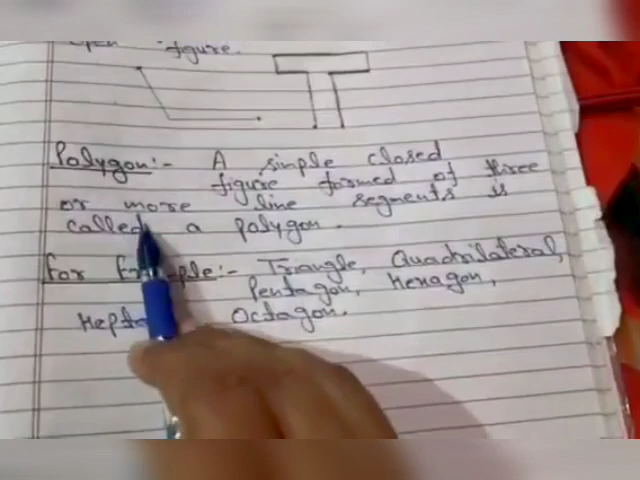 open figure.
Polygon:- A simple closed
figure formed of three
or more line segments is
called a polygon.
For :- Triangle, Quadrilateral,
Pentagon, Hexagon,
Octagon.